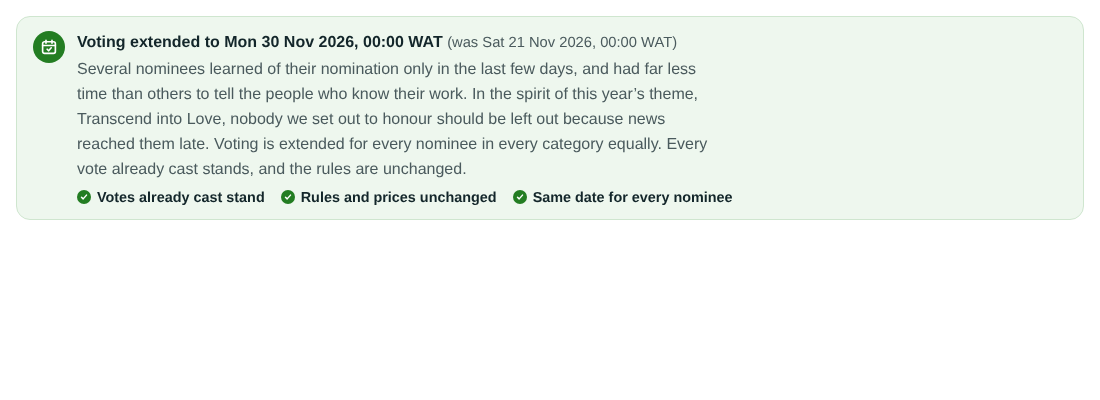 Voting extended to Mon 30 Nov 2026, 00:00 WAT (was Sat 21 Nov 2026, 00:00 WAT)
Several nominees learned of their nomination only in the last few days, and had far less
time than others to tell the people who know their work. In the spirit of this year’s theme,
Transcend into Love, nobody we set out to honour should be left out because news
reached them late. Voting is extended for every nominee in every category equally. Every
vote already cast stands, and the rules are unchanged.
Votes already cast stand Rules and prices unchanged Same date for every nominee